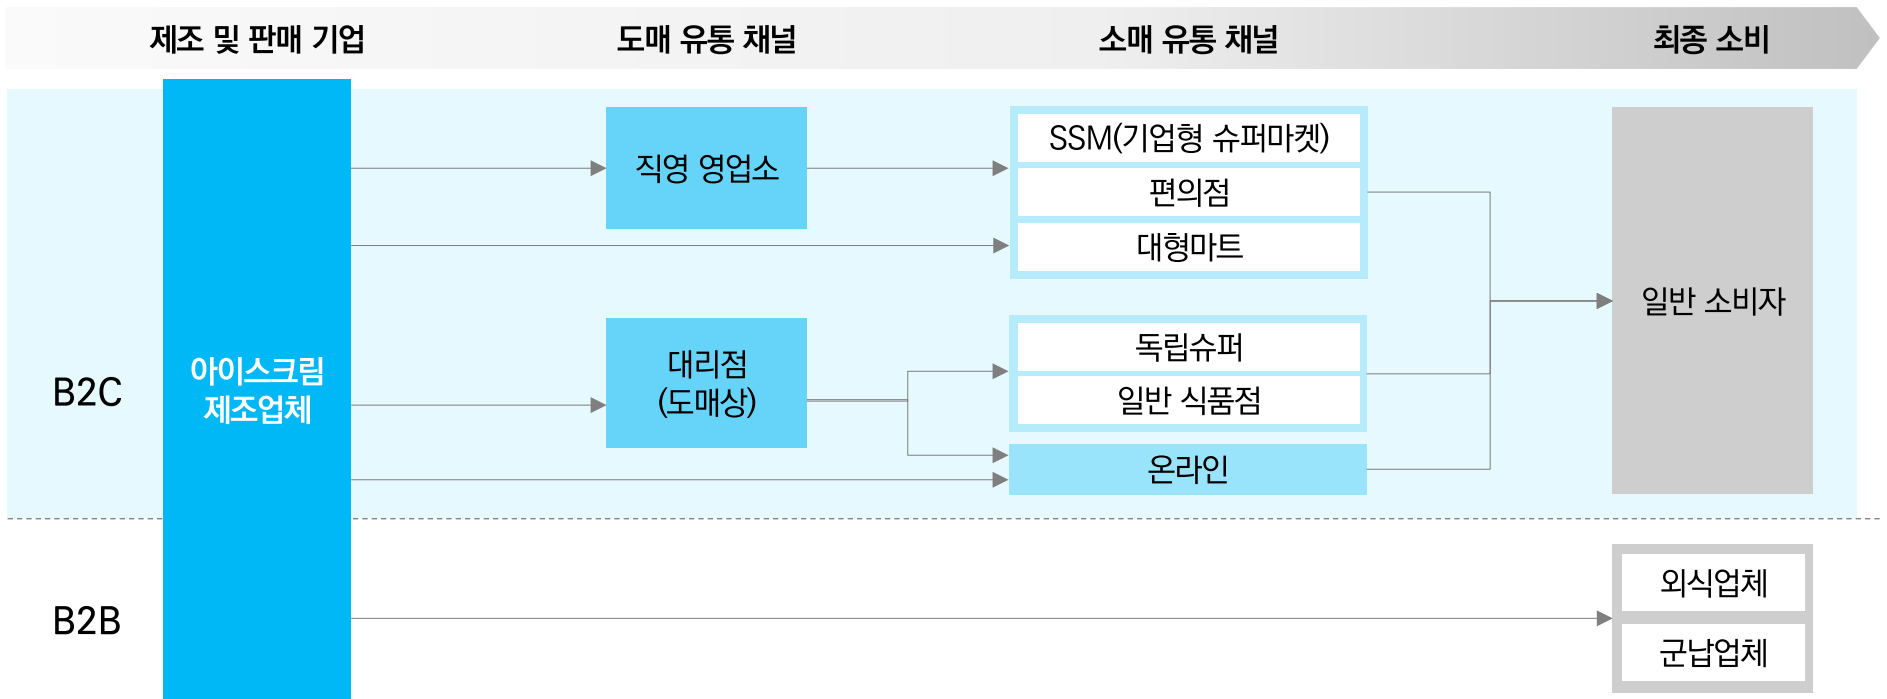 제조 및 판매 기업
도매 유통 채널
소매 유통 채널
최종 소비
B2C
아이스크림
제조업체
직영 영업소
SSM(기업형 슈퍼마켓)
편의점
대형마트
대리점
(도매상)
독립슈퍼
일반 식품점
온라인
일반 소비자
B2B
외식업체
군납업체